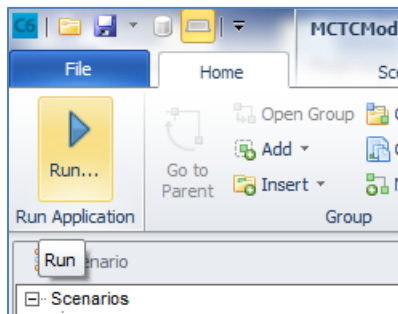 C6 MCTCMod
File Home Sc
Open Group
Run... Go to Parent Add
Insert
Run Application Group
Run enario
Scenarios